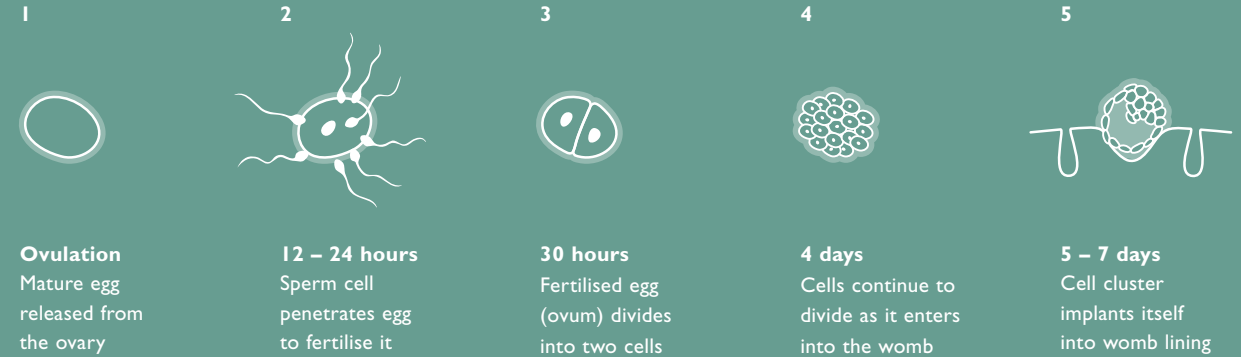 1
2
3
4
5
Ovulation
Mature egg
released from
the ovary
12 – 24 hours
Sperm cell
penetrates egg
to fertilise it
30 hours
Fertilised egg
(ovum) divides
into two cells
4 days
Cells continue to
divide as it enters
into the womb
5 – 7 days
Cell cluster
implants itself
into womb lining